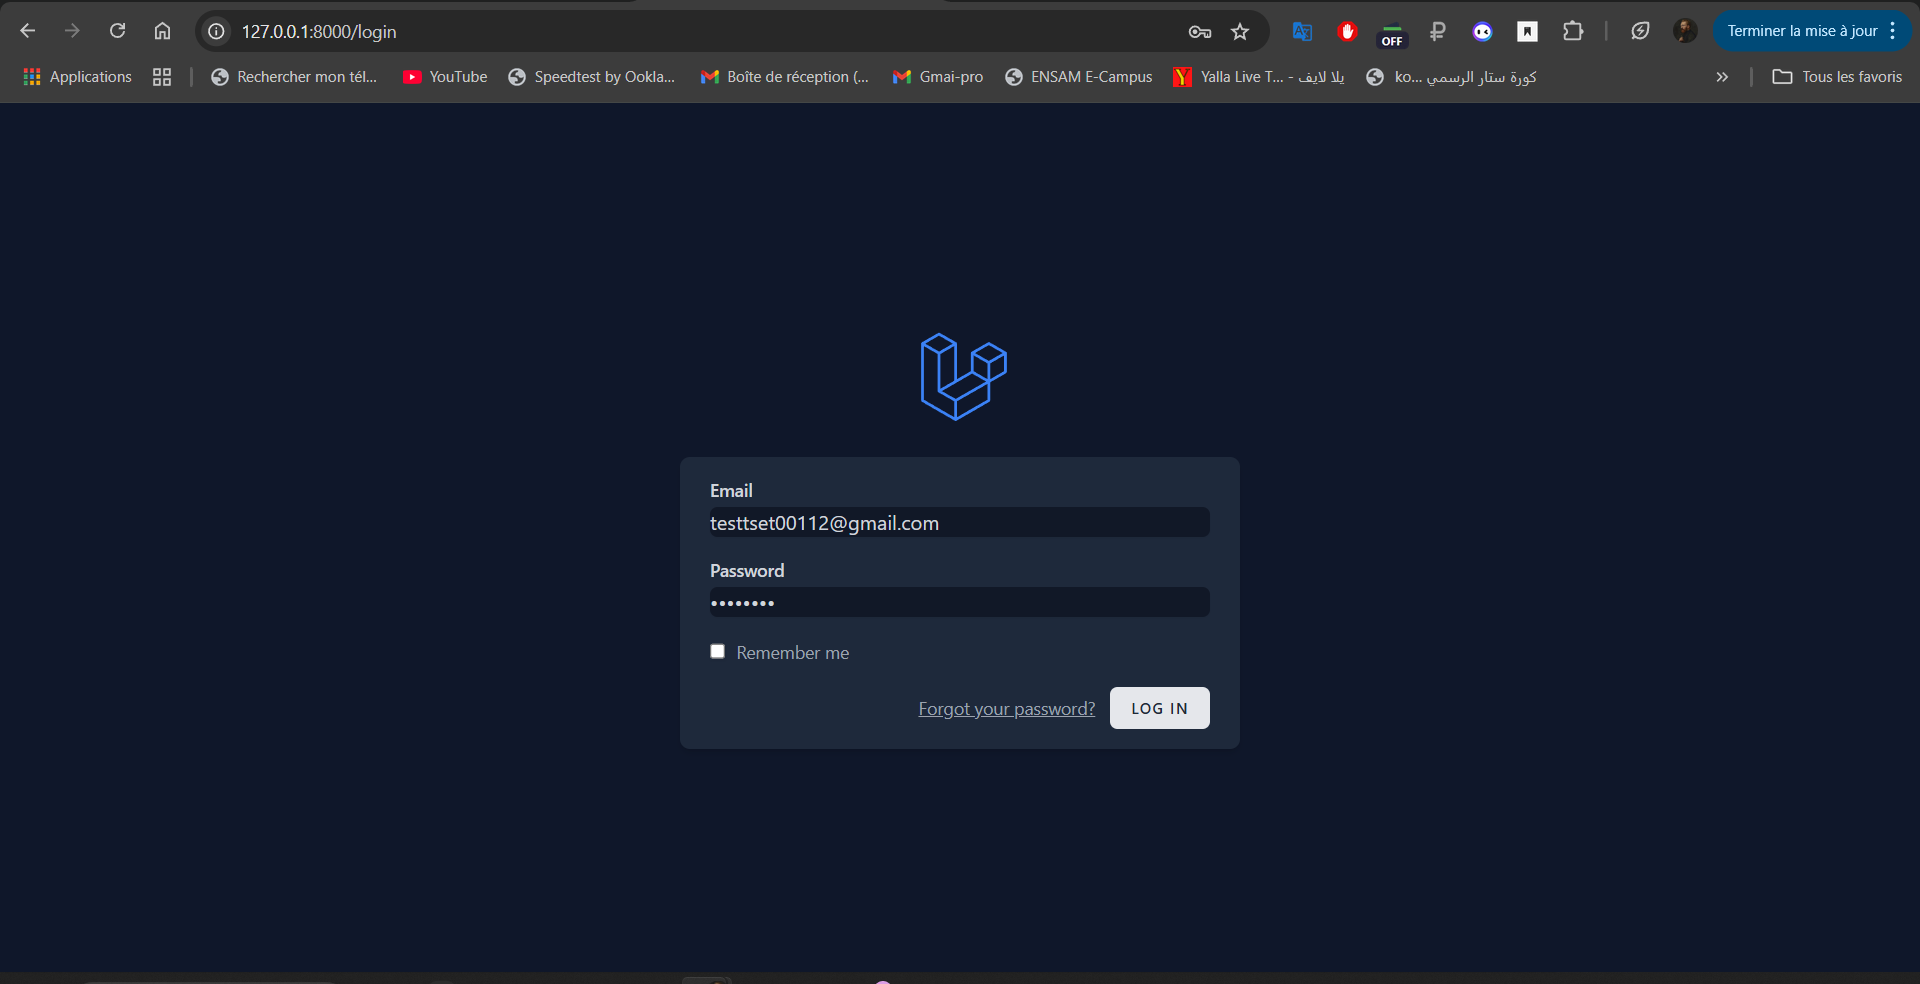 127.0.0.1:8000/login
OFF
Terminer la mise à jour
Applications
Rechercher mon tél...
YouTube
Speedtest by Ookla...
Boîte de réception (...
Gmai-pro
ENSAM E-Campus
Yalla Live T... - يلا لايف
ko... كورة ستار الرسمي
Tous les favoris
Email
testtset00112@gmail.com
Password
Remember me
Forgot your password?
LOG IN